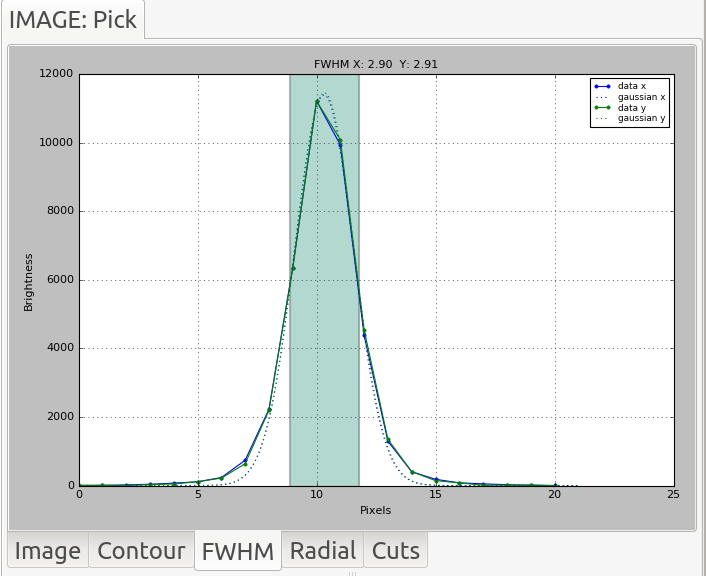 IMAGE: Pick
FWHM X: 2.90  Y: 2.91
12000
10000
8000
6000
4000
2000
0
Brightness
data x
gaussian x
data y
gaussian y
0 5 10 15 20 25
Pixels
Image Contour FWHM Radial Cuts